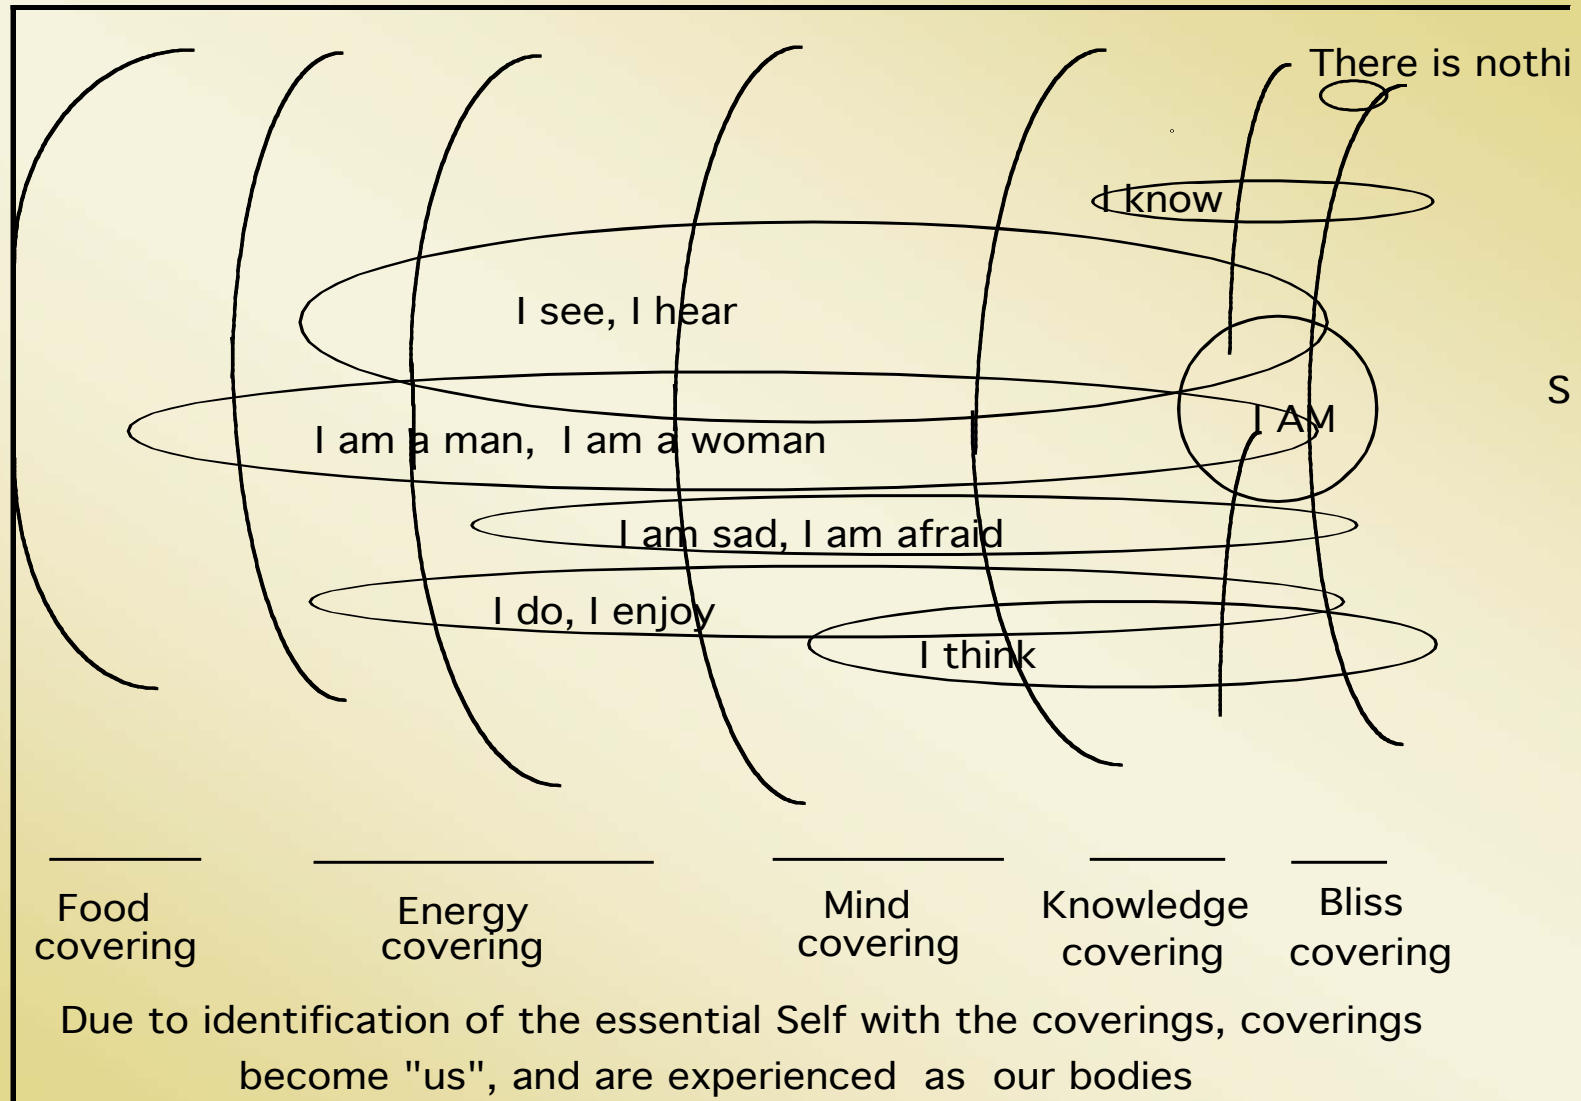 There is nothi
I know
I see, I hear
S
I AM
I am a man, I am a woman
I am sad, I am afraid
I do, I enjoy
I think
Food covering
Energy covering
Mind covering
Knowledge covering
Bliss covering
Due to identification of the essential Self with the coverings, coverings
become "us", and are experienced as our bodies